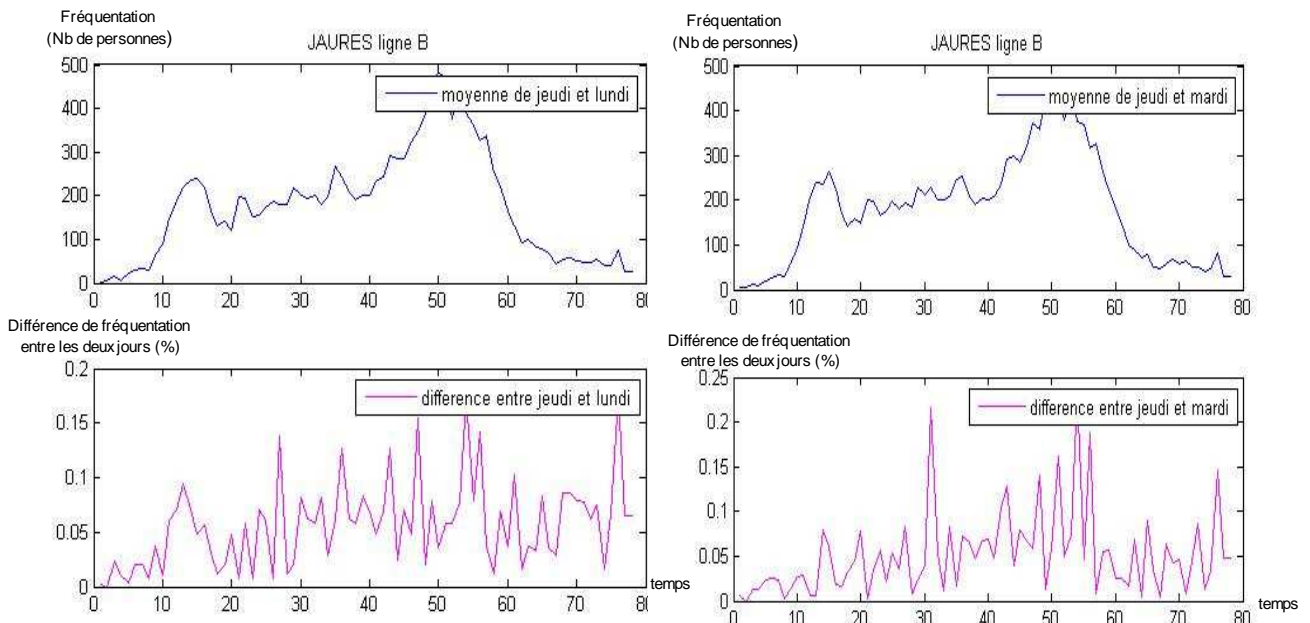 Fréquentation
(Nb de personnes)
JAURES ligne B
500
400
300
200
100
0
moyenne de jeudi et lundi
0 10 20 30 40 50 60 70 80
Différence de fréquentation
entre les deux jours (%)
0.2
0.15
0.1
0.05
0
difference entre jeudi et lundi
0 10 20 30 40 50 60 70 80
temps
Fréquentation
(Nb de personnes)
JAURES ligne B
500
400
300
200
100
0
moyenne de jeudi et mardi
0 10 20 30 40 50 60 70 80
Différence de fréquentation
entre les deux jours (%)
0.25
0.2
0.15
0.1
0.05
0
difference entre jeudi et mardi
0 10 20 30 40 50 60 70 80
temps